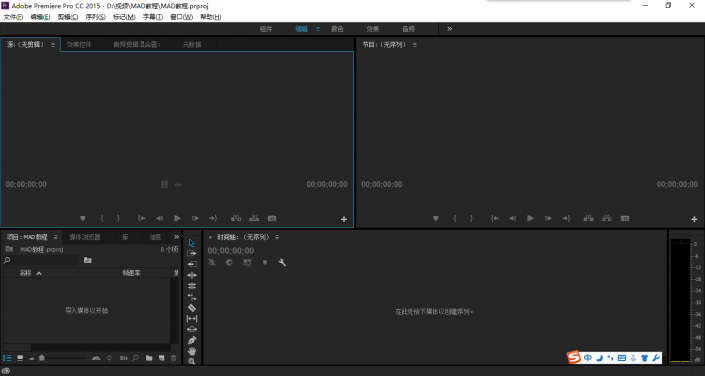 Pr Adobe Premiere Pro CC 2015 - D:\视频\MAD教程\MAD教程.prproj
文件(F) 编辑(E) 剪辑(C) 序列(S) 标记(M) 字幕(T) 窗口(W) 帮助(H)
组件 编辑 颜色 效果 音频
源:(无剪辑) 效果控件 音频剪辑混合器: 元数据
节目:(无序列)
00;00;00;00 00;00;00;00
00;00;00;00 00;00;00;00
项目: MAD教程 媒体浏览器 库 信息
MAD教程.prproj 0 个项
名称 帧速率
导入媒体以开始
时间轴:(无序列)
00;00;00;00
在此处放下媒体以创建序列。
0
-6
-12
-18
-24
-30
-36
-42
-48
-54
dB
S 中